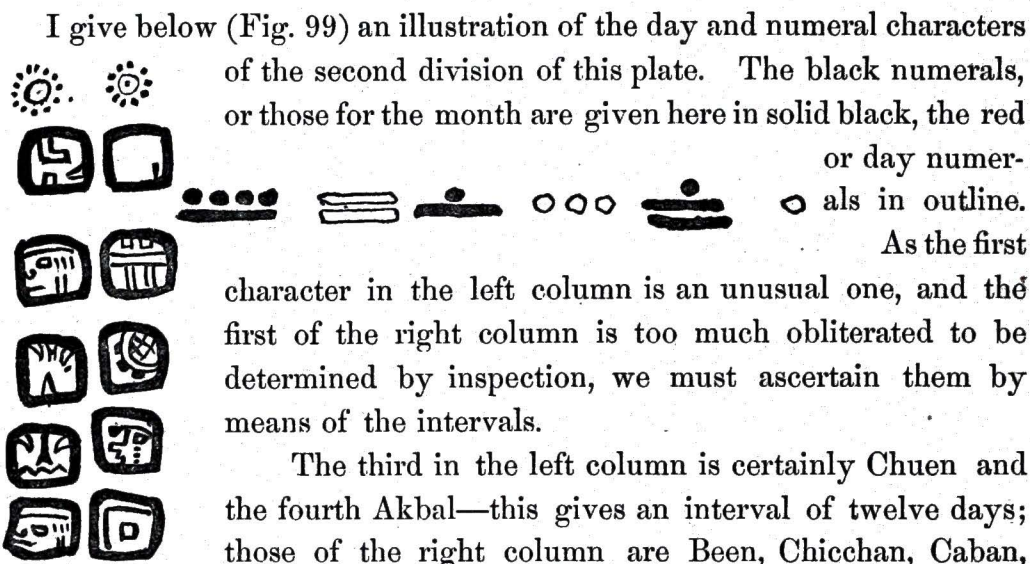 I give below (Fig. 99) an illustration of the day and numeral characters
of the second division of this plate. The black numerals,
or those for the month are given here in solid black, the red
or day numer-
als in outline.
As the first
character in the left column is an unusual one, and the
first of the right column is too much obliterated to be
determined by inspection, we must ascertain them by
means of the intervals.
The third in the left column is certainly Chuen and
the fourth Akbal—this gives an interval of twelve days;
those of the right column are Been, Chicchan, Caban,